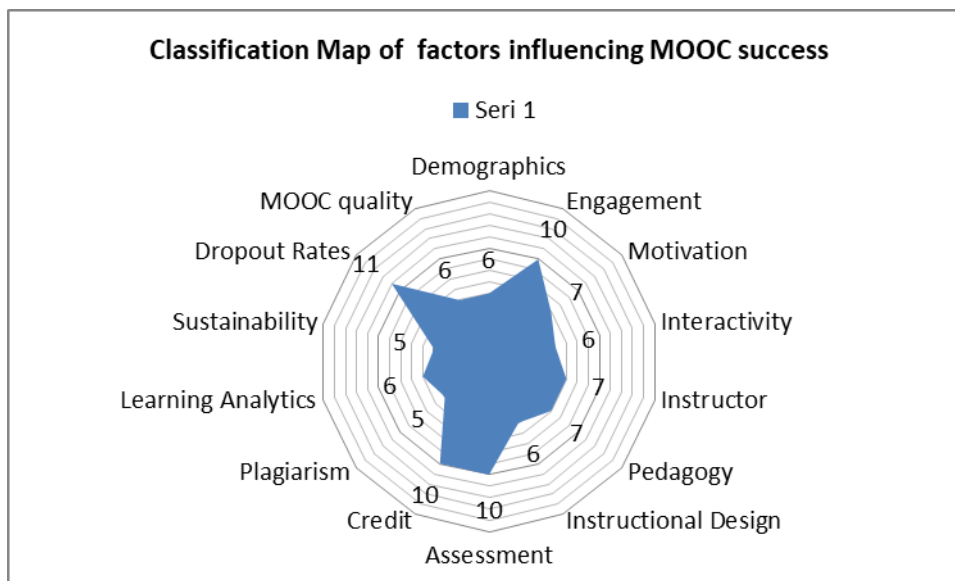 Classification Map of  factors influencing MOOC success
Seri 1
Demographics
MOOC quality
Engagement
10
Dropout Rates
Motivation
11
6
6
7
Sustainability
Interactivity
5
6
Learning Analytics
6
7
Instructor
5
7
Plagiarism
6
Pedagogy
10
10
Credit
Instructional Design
Assessment